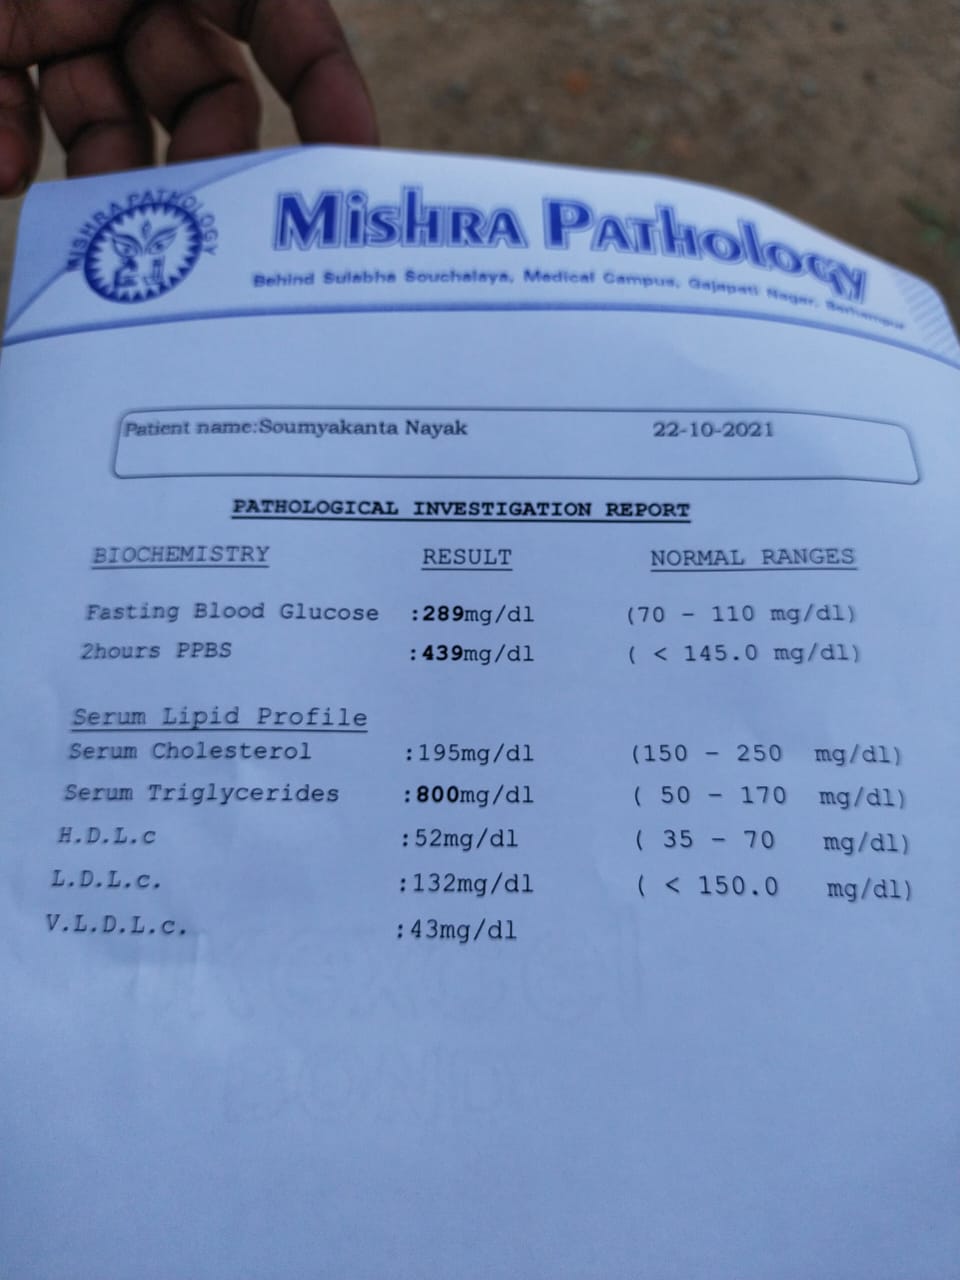 MISHRA PATHOLOGY
Mishra Pathology
Behind Sulabha Souchalaya, Medical Campus, Gajapati Nagar, Berhampur
Patient name:Soumyakanta Nayak 22-10-2021
PATHOLOGICAL INVESTIGATION REPORT
BIOCHEMISTRY RESULT NORMAL RANGES
Fasting Blood Glucose :289mg/dl (70 - 110 mg/dl)
2hours PPBS :439mg/dl ( < 145.0 mg/dl)
Serum Lipid Profile
Serum Cholesterol :195mg/dl (150 - 250 mg/dl)
Serum Triglycerides :800mg/dl ( 50 - 170 mg/dl)
H.D.L.c :52mg/dl ( 35 - 70 mg/dl)
L.D.L.c. :132mg/dl ( < 150.0 mg/dl)
V.L.D.L.c. :43mg/dl